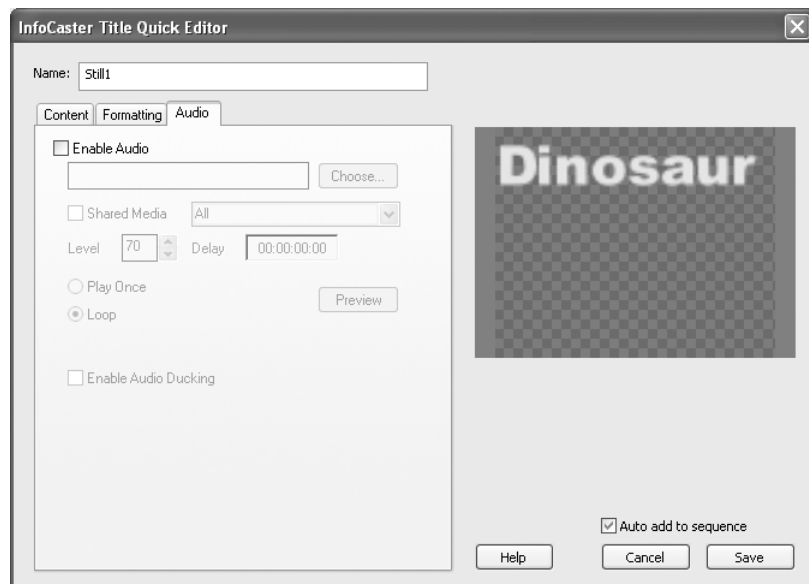 InfoCaster Title Quick Editor
Name: Still1
Content Formatting Audio
Enable Audio
Choose...
Shared Media All
Level 70 Delay 00:00:00:00
Play Once
Preview
Loop
Enable Audio Ducking
Dinosaur
Auto add to sequence
Help Cancel Save